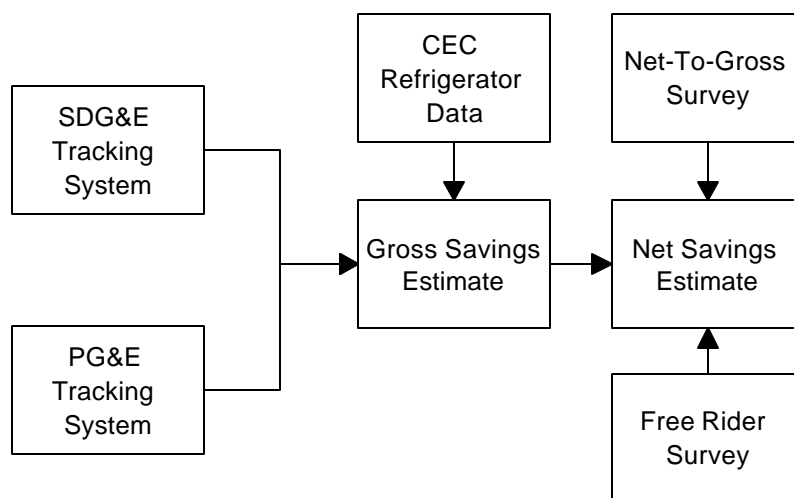 SDG&E
Tracking
System
PG&E
Tracking
System
CEC
Refrigerator
Data
Gross Savings
Estimate
Net-To-Gross
Survey
Net Savings
Estimate
Free Rider
Survey